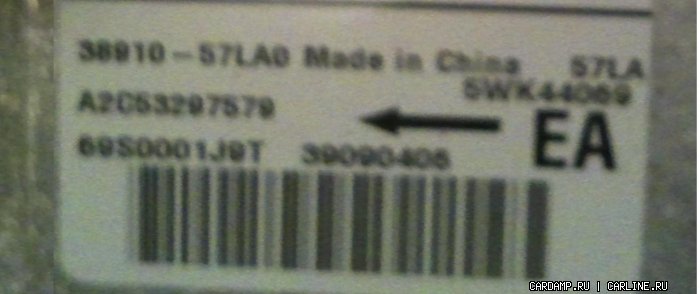 38910-57LA0 Made in China 57LA
5WK44069
A2C53297579
EA
69S0001J9T 39090406
CARDAMP.RU | CARLINE.RU